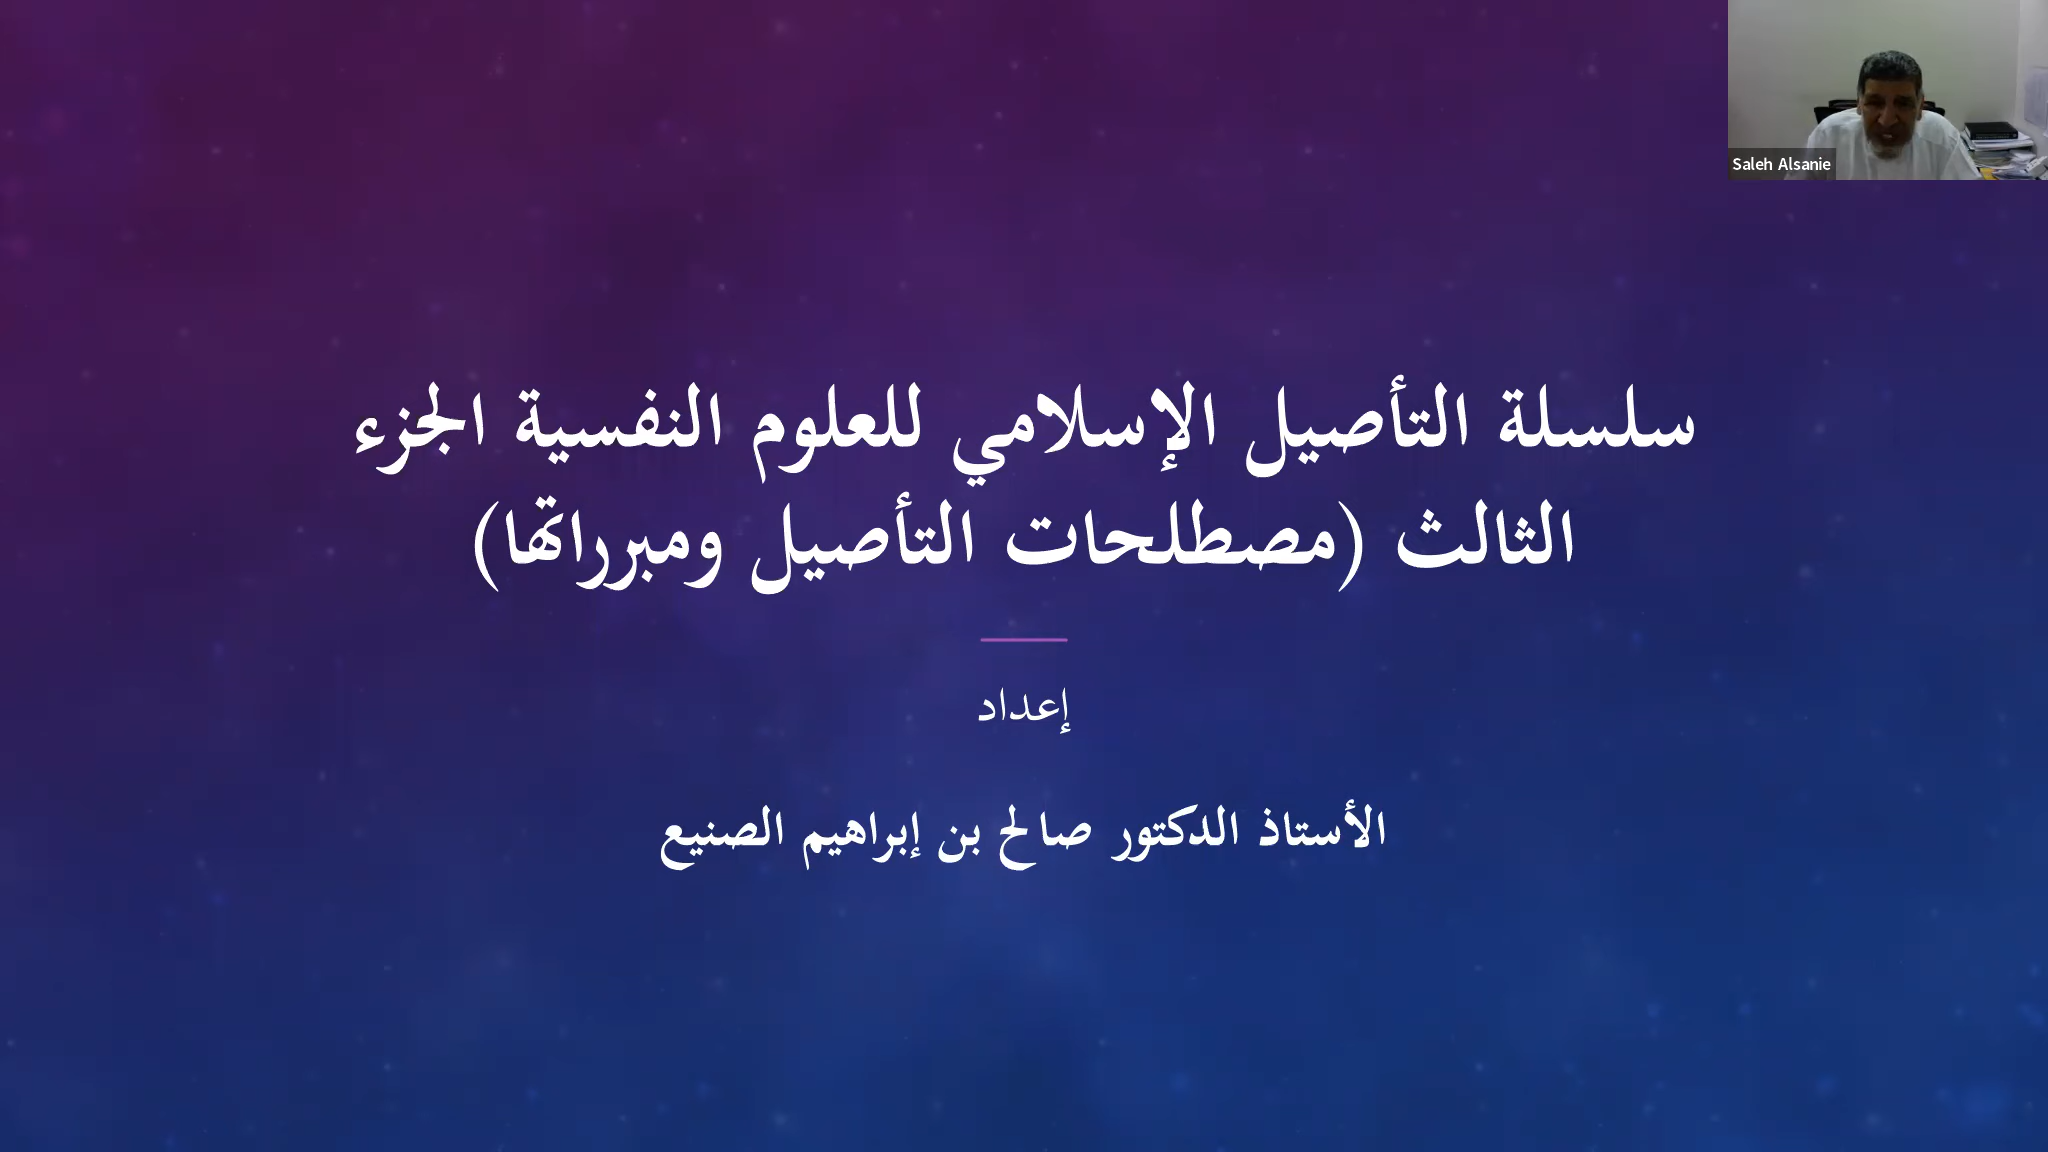 سلسلة التأصيل الإسلامي للعلوم النفسية الجزء
الثالث (مصطلحات التأصيل ومبرراتها)
إعداد
الأستاذ الدكتور صالح بن إبراهيم الصنيع
Saleh Alsanie